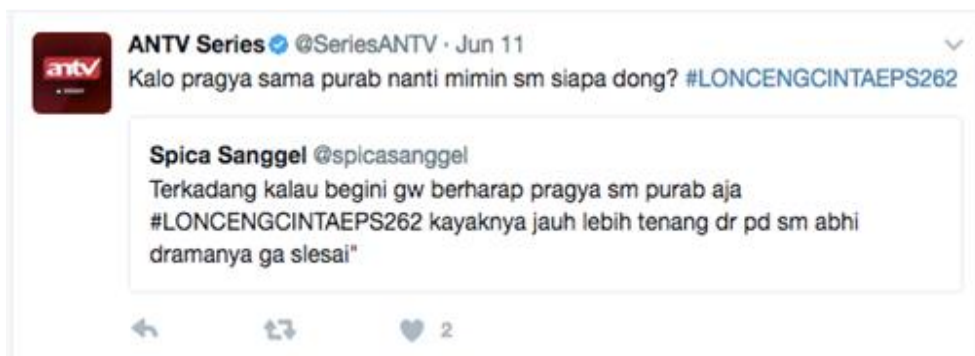 ANTV Series @SeriesANTV · Jun 11
antv
Kalo pragya sama purab nanti mimin sm siapa dong? #LONCENGCINTAEPS262
Spica Sanggel @spicasanggel
Terkadang kalau begini gw berharap pragya sm purab aja
#LONCENGCINTAEPS262 kayaknya jauh lebih tenang dr pd sm abhi
dramanya ga slesai"
2